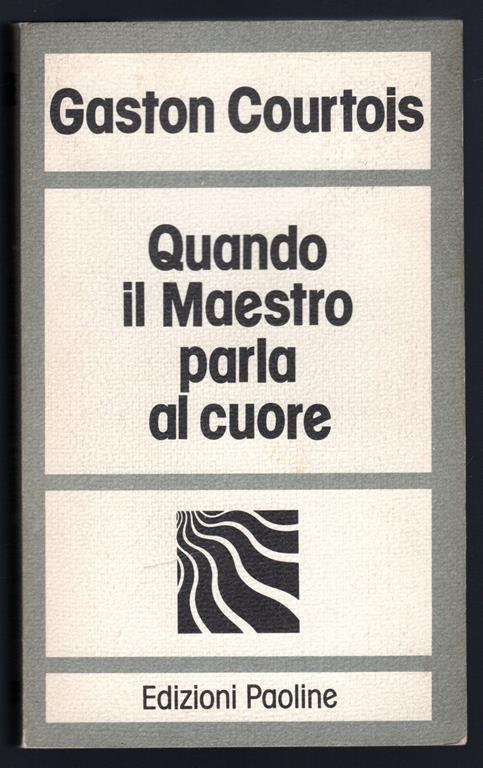 Gaston Courtois
Quando
il Maestro
parla
al cuore
Edizioni Paoline